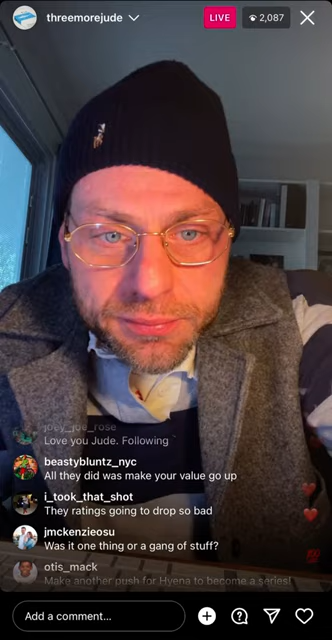 threemorejude
LIVE
2,087
joey_joe_rose
Love you Jude. Following
beastybluntz_nyc
All they did was make your value go up
i_took_that_shot
They ratings going to drop so bad
jmckenzieosu
Was it one thing or a gang of stuff?
otis_mack
Make another push for Hyena to become a series!
100
Add a comment...